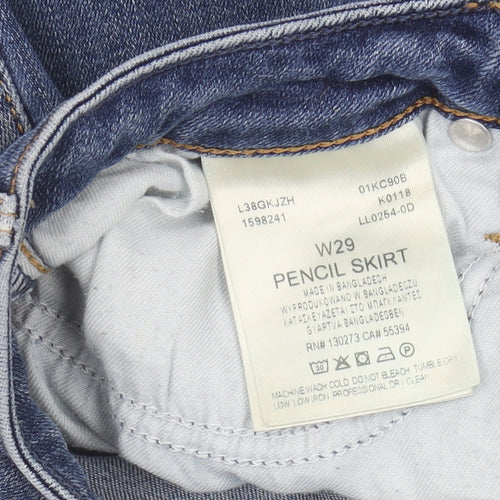 L38GKJZH 01KC90B
1598241 K0118
LL0254-0D
W29
PENCIL SKIRT
MADE IN BANGLADESH
WYPRODUKOWANO W BANGLADESZU
ΚΑΤΑΣΚΕΥΑΖΕΤΑΙ ΣΤΟ ΜΠΑΓΚΛΑΝΤΕΣ
GYÁRTVA BANGLADESBEN
RN# 130273 CA# 55394
MACHINE WASH COLD DO NOT BLEACH, TUMBLE DRY
LOW LOW IRON, PROFESSIONAL DRY CLEAN